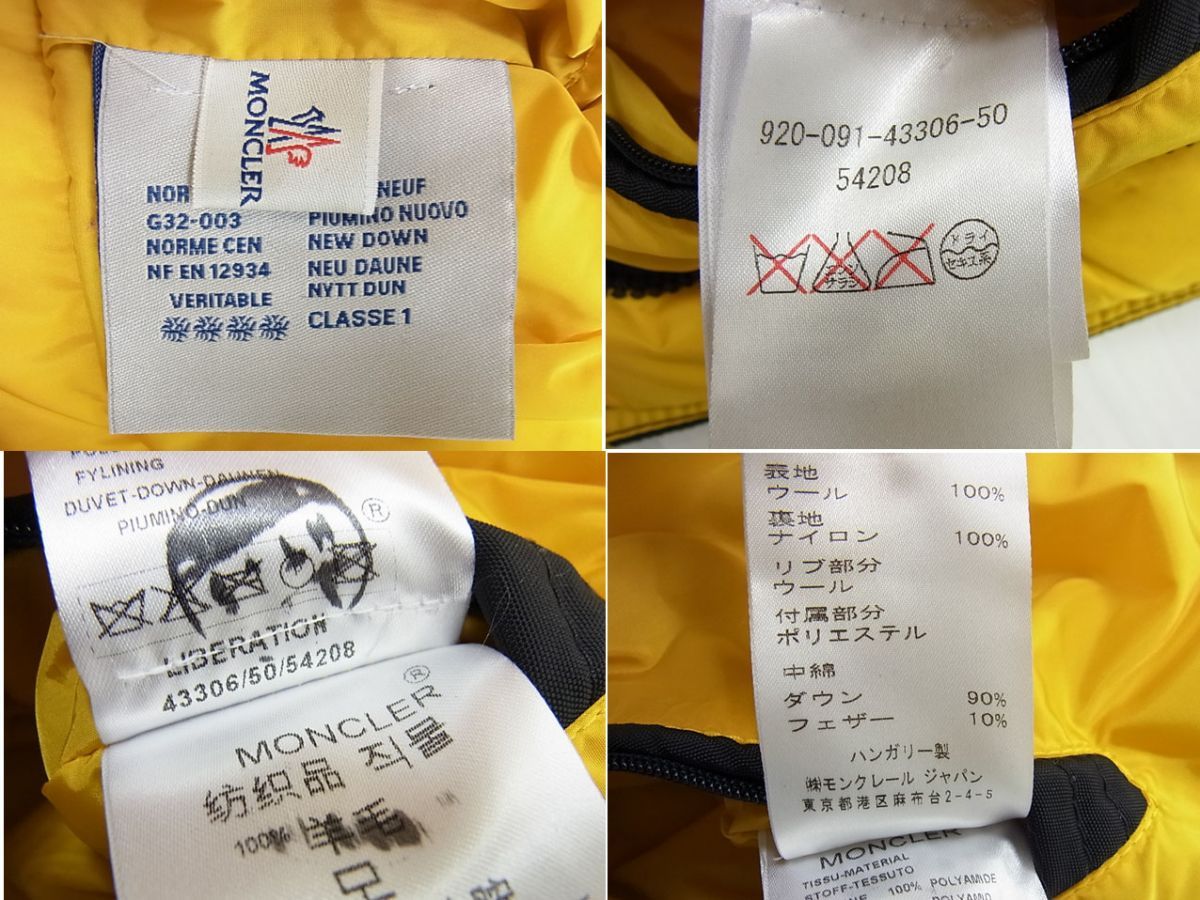 MONCLER
NOR
G32-003
NORME CEN
NF EN 12934
VERITABLE
NEUF
PIUMINO NUOVO
NEW DOWN
NEU DAUNE
NYTT DUN
CLASSE 1
920-091-43306-50
54208
ドライ
セキユ系
FYLINING
DUVET-DOWN-DAUNEN
PIUMINO-DUN
®
LIBERATION
43306/50/54208
MONCLER®
纺织品 직물
100% 羊毛
表地
ウール 100%
裏地
ナイロン 100%
リブ部分
ウール
付属部分
ポリエステル
中綿
ダウン 90%
フェザー 10%
ハンガリー製
㈱モンクレール ジャパン
東京都港区麻布台2-4-5
MONCLER
TISSU-MATERIAL
STOFF-TESSUTO
100% POLYAMIDE